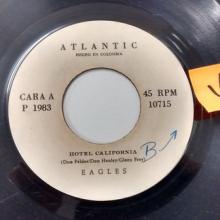 ATLANTIC
HECHO EN COLOMBIA
CARA A
P 1983
45 RPM
10715
HOTEL CALIFORNIA
(Don Felder/Don Henley/Glenn Frey)
EAGLES
B